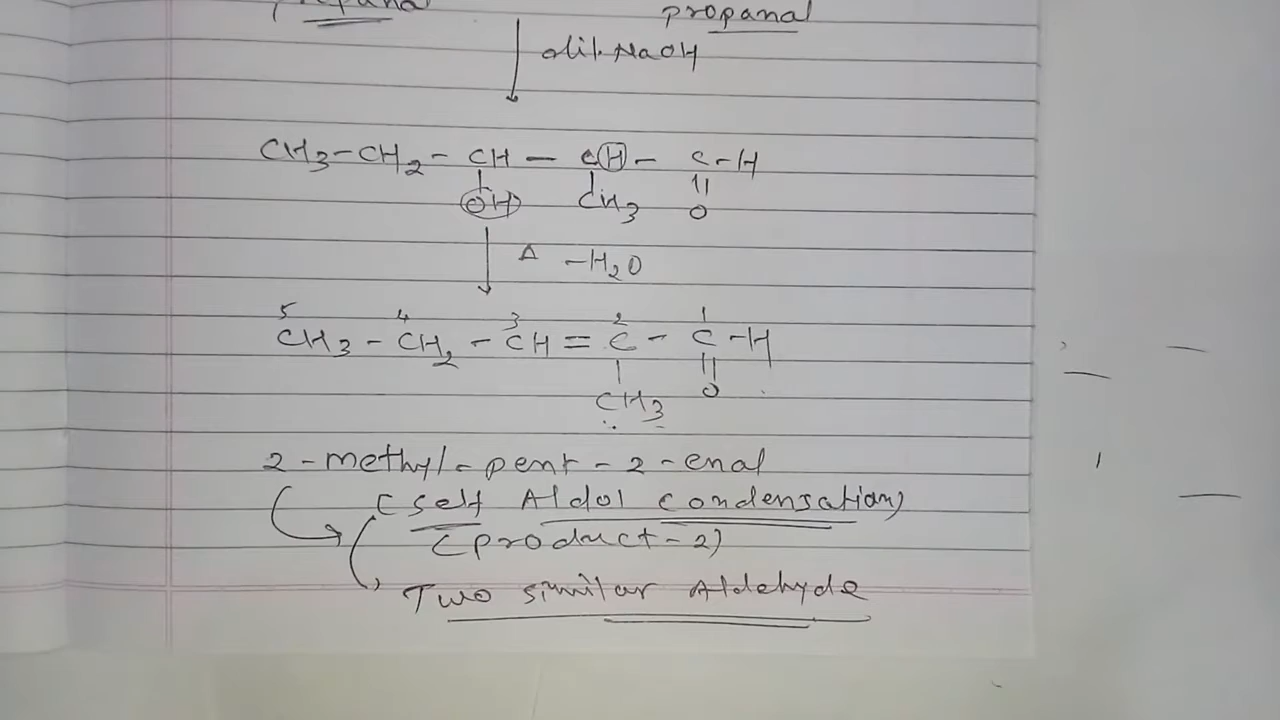 propanal
dil. NaOH
CH3-CH2-CH-CH-C-H
OH CH3 O
Δ -H2O
5 4 3 2 1
CH3-CH2-CH=C-C-H
CH3 O
2-methyl-pent-2-enal
(self Aldol condensation)
(product-2)
Two similar Aldehyde